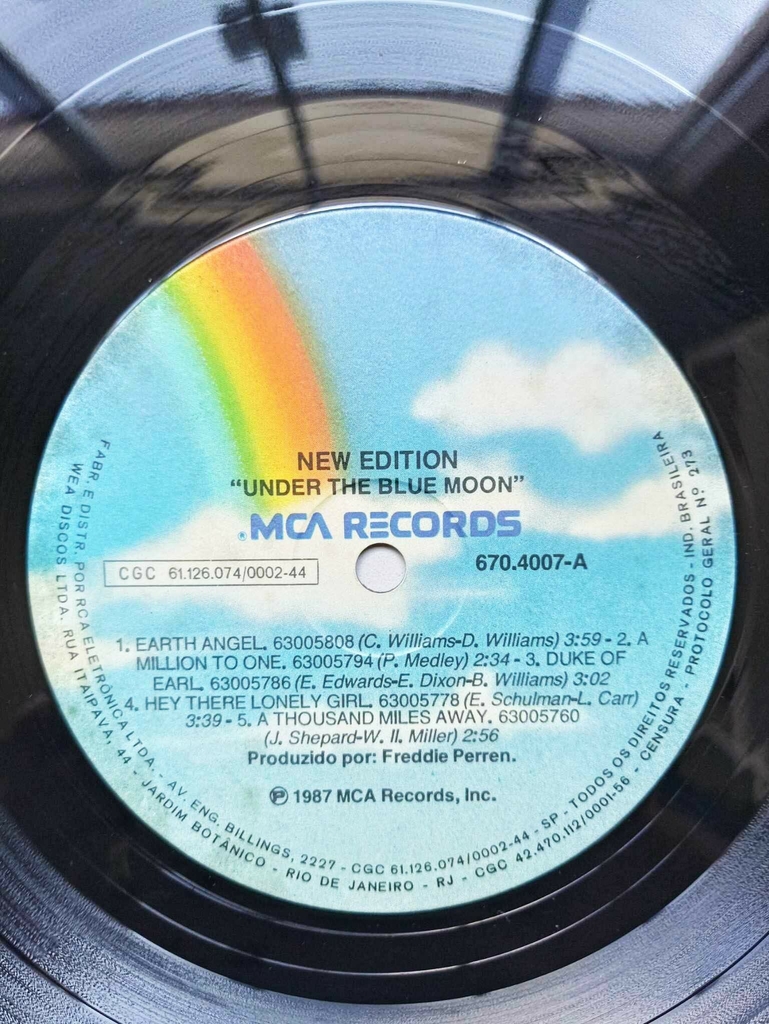 NEW EDITION
"UNDER THE BLUE MOON"
MCA RECORDS
CGC 61.126.074/0002-44
670.4007-A
1. EARTH ANGEL. 63005808 (C. Williams-D. Williams) 3:59 - 2. A
MILLION TO ONE. 63005794 (P. Medley) 2:34 - 3. DUKE OF
EARL. 63005786 (E. Edwards-E. Dixon-B. Williams) 3:02
4. HEY THERE LONELY GIRL. 63005778 (E. Schulman-L. Carr)
3:39 - 5. A THOUSAND MILES AWAY. 63005760
(J. Shepard-W. II. Miller) 2:56
Produzido por: Freddie Perren.
℗ 1987 MCA Records, Inc.
FABR. E DISTR. POR RCA ELETRÔNICA LTDA. - AV. ENG. BILLINGS, 2227 - CGC 61.126.074/0002-44 - SP - TODOS OS DIREITOS RESERVADOS - IND. BRASILEIRA
WEA DISCOS LTDA. RUA ITAIPAVA, 44 - JARDIM BOTÂNICO - RIO DE JANEIRO - RJ - CGC 42.470.112/0001-56 - CENSURA - PROTOCOLO GERAL N.º 273